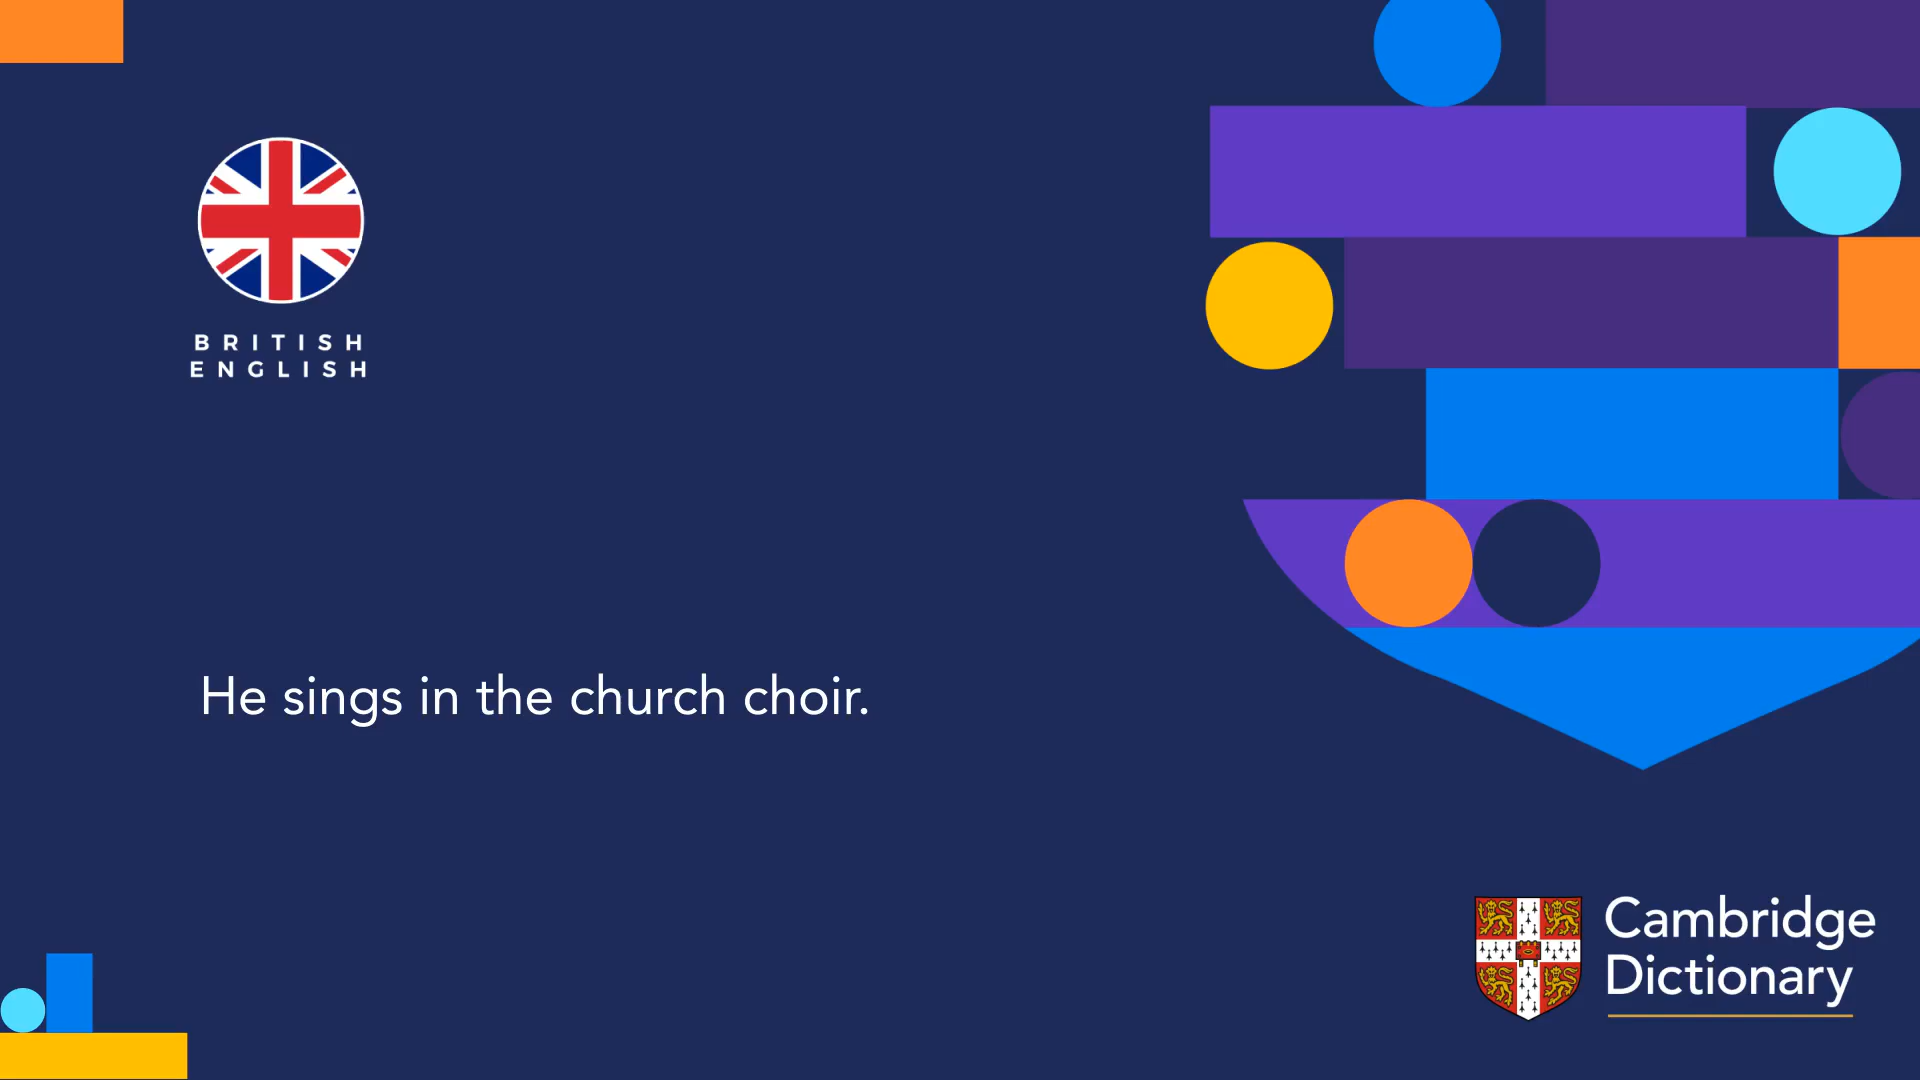 BRITISH
ENGLISH
He sings in the church choir.
Cambridge
Dictionary